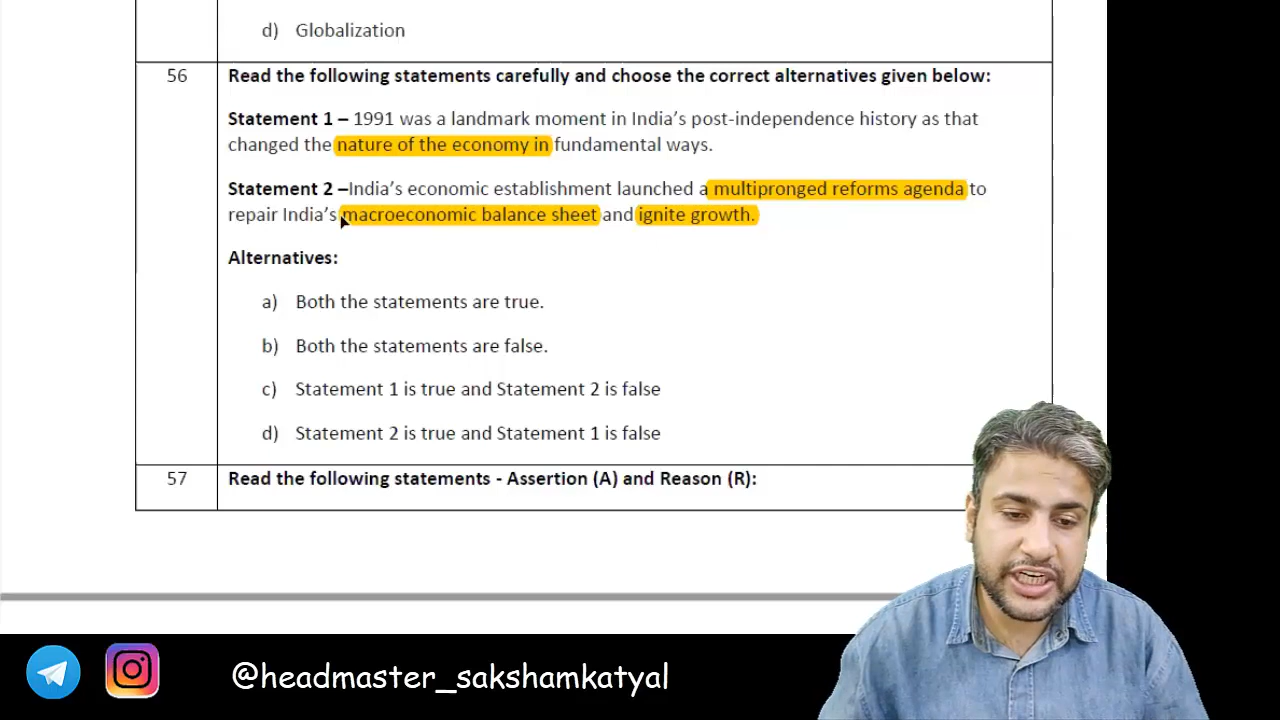 d) Globalization
56
Read the following statements carefully and choose the correct alternatives given below:
Statement 1 – 1991 was a landmark moment in India's post-independence history as that
changed the nature of the economy in fundamental ways.
Statement 2 –India's economic establishment launched a multipronged reforms agenda to
repair India's macroeconomic balance sheet and ignite growth.
Alternatives:
a) Both the statements are true.
b) Both the statements are false.
c) Statement 1 is true and Statement 2 is false
d) Statement 2 is true and Statement 1 is false
57
Read the following statements - Assertion (A) and Reason (R):
@headmaster_sakshamkatyal